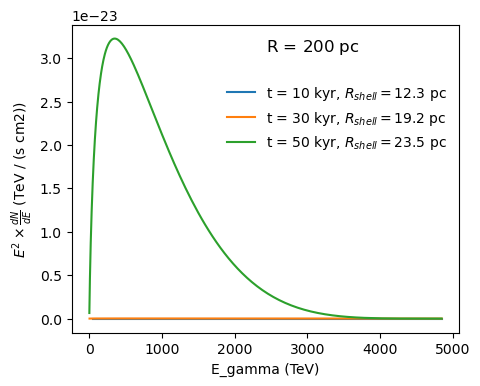 1e−23
R = 200 pc
t = 10 kyr, R_shell = 12.3 pc
t = 30 kyr, R_shell = 19.2 pc
t = 50 kyr, R_shell = 23.5 pc
3.0
2.5
2.0
1.5
1.0
0.5
0.0
E² × dN/dE (TeV / (s cm2))
0 1000 2000 3000 4000 5000
E_gamma (TeV)